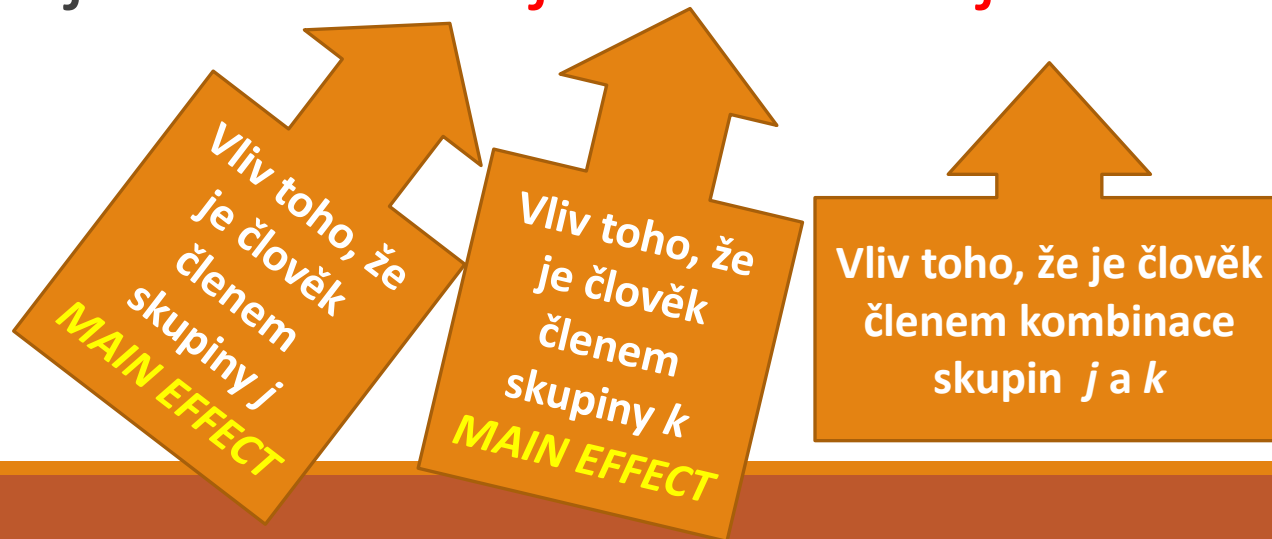 Vliv toho, že
je člověk
členem
skupiny j
MAIN EFFECT
Vliv toho, že
je člověk
členem
skupiny k
MAIN EFFECT
Vliv toho, že je člověk
členem kombinace
skupin j a k